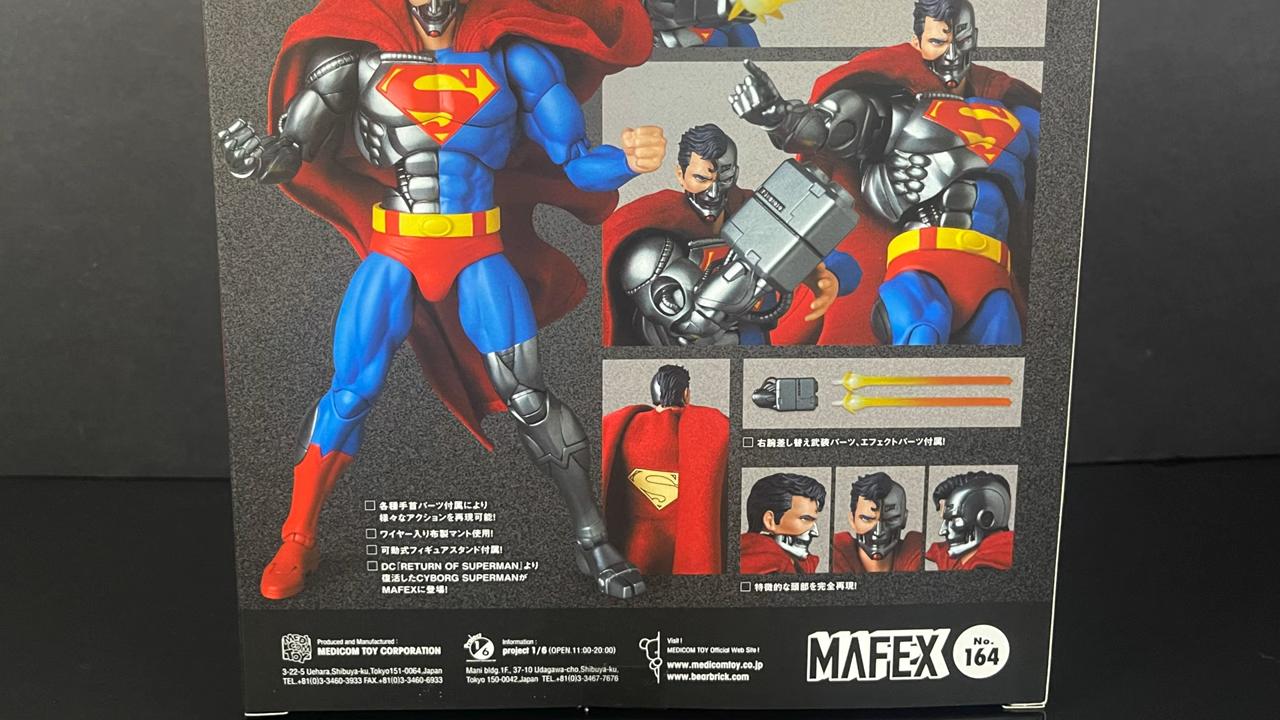 右腕差し替え武装パーツ、エフェクトパーツ付属!
各種手首パーツ付属により
様々なアクションを再現可能!
ワイヤー入り布製マント使用!
可動式フィギュアスタンド付属!
DC「RETURN OF SUPERMAN」より
復活したCYBORG SUPERMANが
MAFEXに登場!
特徴的な頭部を完全再現!
MEDICOM TOY
Produced and Manufactured :
MEDICOM TOY CORPORATION
3-22-5 Uehara,Shibuya-ku,Tokyo151-0064,Japan
TEL.+81(0)3-3460-3933 FAX.+81(0)3-3460-6933
1/6
Information :
project 1/6 (OPEN.11:00-20:00)
Mani bldg.1F., 37-10 Udagawa-cho,Shibuya-ku,
Tokyo 150-0042,Japan TEL.+81(0)3-3467-7676
Visit !
MEDICOM TOY Official Web Site !
www.medicomtoy.co.jp
www.bearbrick.com
MAFEX
No.
164